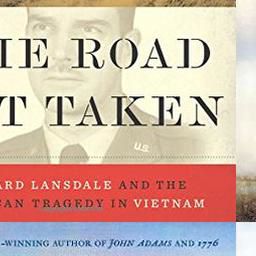 HE ROAD
T TAKEN
U.S.
ARD LANSDALE AND THE
CAN TRAGEDY IN VIETNAM
-WINNING AUTHOR OF JOHN ADAMS AND 1776